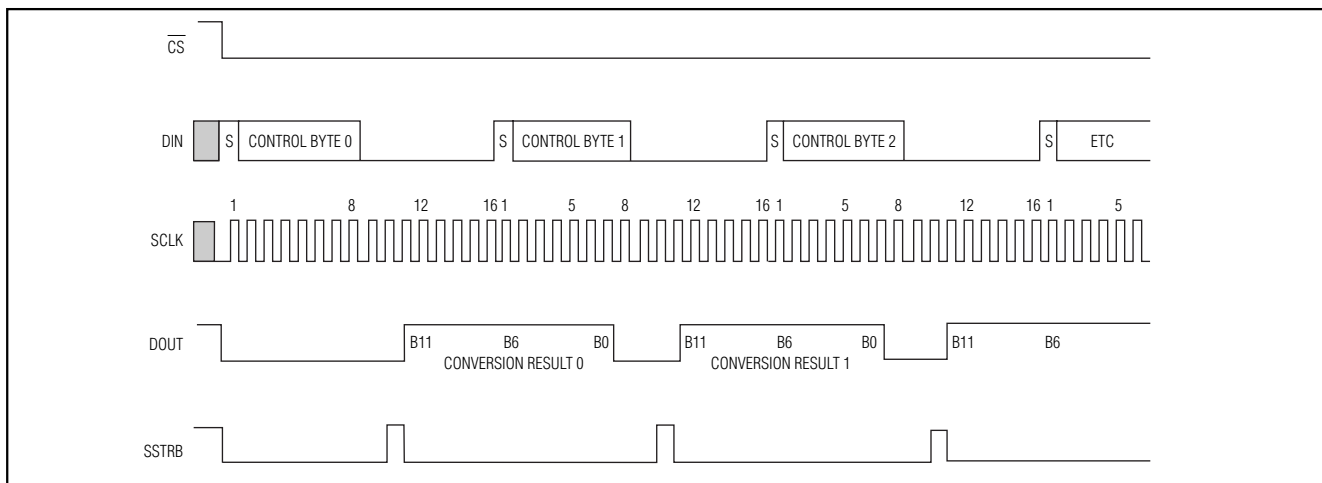 CS
DIN S CONTROL BYTE 0 S CONTROL BYTE 1 S CONTROL BYTE 2 S ETC
1 8 12 16 1 5 8 12 16 1 5 8 12 16 1 5
SCLK
DOUT
B11 B6 B0 B11 B6 B0 B11 B6
CONVERSION RESULT 0 CONVERSION RESULT 1
SSTRB